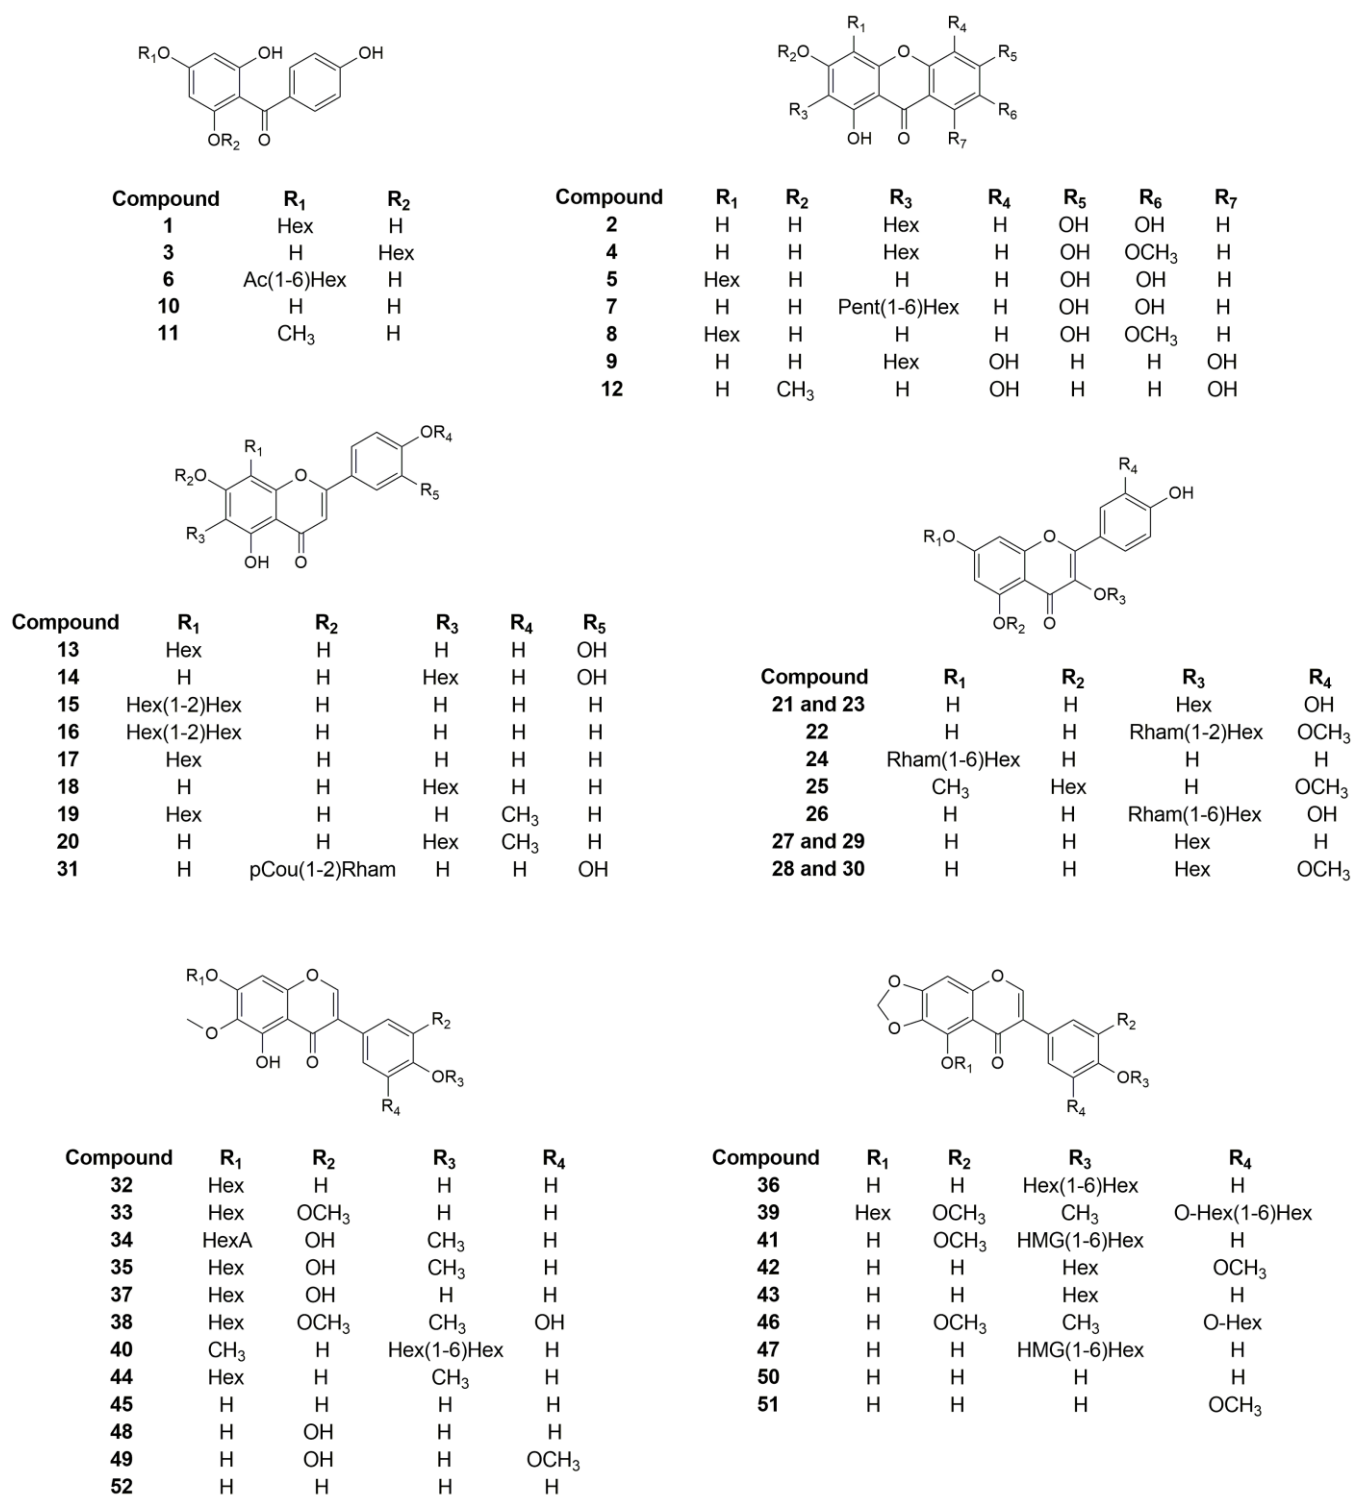 R₁O OH OH
OR₂ O
Compound R₁ R₂
1 Hex H
3 H Hex
6 Ac(1-6)Hex H
10 H H
11 CH₃ H
R₁ R₄
R₂O O R₅
R₃ R₆
OH O R₇
Compound R₁ R₂ R₃ R₄ R₅ R₆ R₇
2 H H Hex H OH OH H
4 H H Hex H OH OCH₃ H
5 Hex H H H OH OH H
7 H H Pent(1-6)Hex H OH OH H
8 Hex H H H OH OCH₃ H
9 H H Hex OH H H OH
12 H CH₃ H OH H H OH
OR₄
R₁
R₂O O R₅
R₃
OH O
Compound R₁ R₂ R₃ R₄ R₅
13 Hex H H H OH
14 H H Hex H OH
15 Hex(1-2)Hex H H H H
16 Hex(1-2)Hex H H H H
17 Hex H H H H
18 H H Hex H H
19 Hex H H CH₃ H
20 H H Hex CH₃ H
31 H pCou(1-2)Rham H H OH
R₄
OH
R₁O O
OR₃
OR₂ O
Compound R₁ R₂ R₃ R₄
21 and 23 H H Hex OH
22 H H Rham(1-2)Hex OCH₃
24 Rham(1-6)Hex H H H
25 CH₃ Hex H OCH₃
26 H H Rham(1-6)Hex OH
27 and 29 H H Hex H
28 and 30 H H Hex OCH₃
R₁O O
O R₂
OH O
OR₃
R₄
Compound R₁ R₂ R₃ R₄
32 Hex H H H
33 Hex OCH₃ H H
34 HexA OH CH₃ H
35 Hex OH CH₃ H
37 Hex OH H H
38 Hex OCH₃ CH₃ OH
40 CH₃ H Hex(1-6)Hex H
44 Hex H CH₃ H
45 H H H H
48 H OH H H
49 H OH H OCH₃
52 H H H H
O O
O R₂
OR₁ O
OR₃
R₄
Compound R₁ R₂ R₃ R₄
36 H H Hex(1-6)Hex H
39 Hex OCH₃ CH₃ O-Hex(1-6)Hex
41 H OCH₃ HMG(1-6)Hex H
42 H H Hex OCH₃
43 H H Hex H
46 H OCH₃ CH₃ O-Hex
47 H H HMG(1-6)Hex H
50 H H H H
51 H H H OCH₃